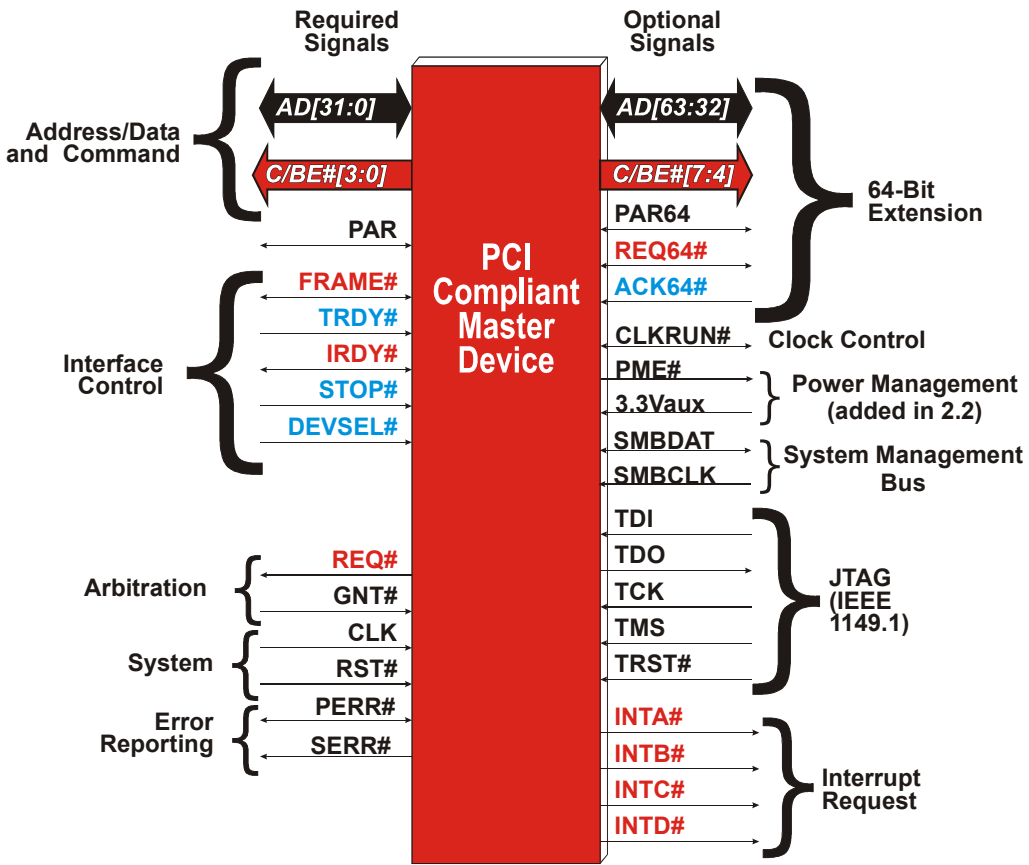 Required
Signals
Optional
Signals
Address/Data
and Command
AD[31:0]
C/BE#[3:0]
PAR
Interface
Control
FRAME#
TRDY#
IRDY#
STOP#
DEVSEL#
Arbitration
REQ#
GNT#
System
CLK
RST#
Error
Reporting
PERR#
SERR#
PCI
Compliant
Master
Device
AD[63:32]
C/BE#[7:4]
PAR64
REQ64#
ACK64#
64-Bit
Extension
CLKRUN#
Clock Control
PME#
3.3Vaux
Power Management
(added in 2.2)
SMBDAT
SMBCLK
System Management
Bus
TDI
TDO
TCK
TMS
TRST#
JTAG
(IEEE
1149.1)
INTA#
INTB#
INTC#
INTD#
Interrupt
Request